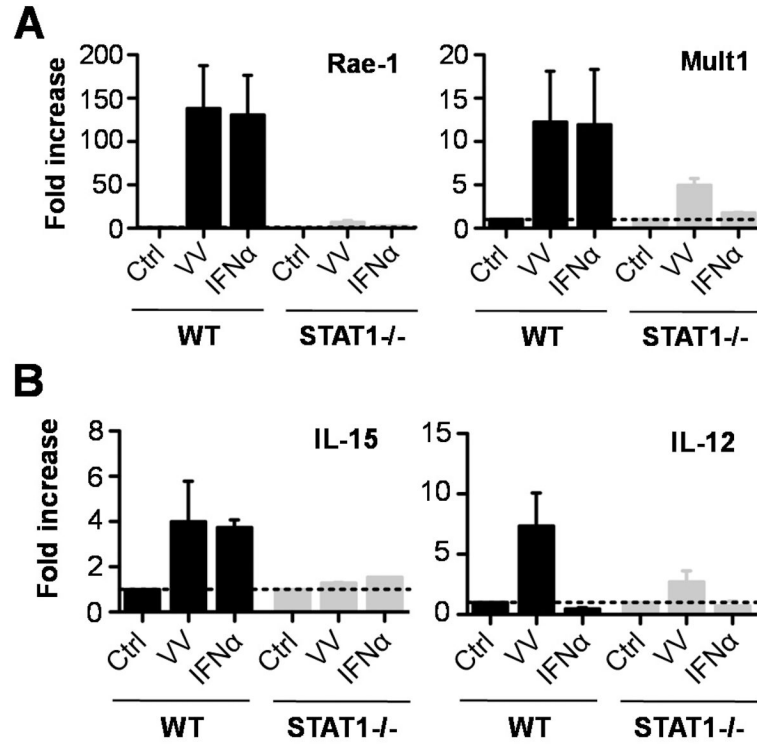 A
Fold increase
200
150
100
50
0
Rae-1
Ctrl
VV
IFNα
Ctrl
VV
IFNα
WT
STAT1-/-
20
15
10
5
0
Mult1
Ctrl
VV
IFNα
Ctrl
VV
IFNα
WT
STAT1-/-
B
Fold increase
8
6
4
2
0
IL-15
Ctrl
VV
IFNα
Ctrl
VV
IFNα
WT
STAT1-/-
15
10
5
0
IL-12
Ctrl
VV
IFNα
Ctrl
VV
IFNα
WT
STAT1-/-